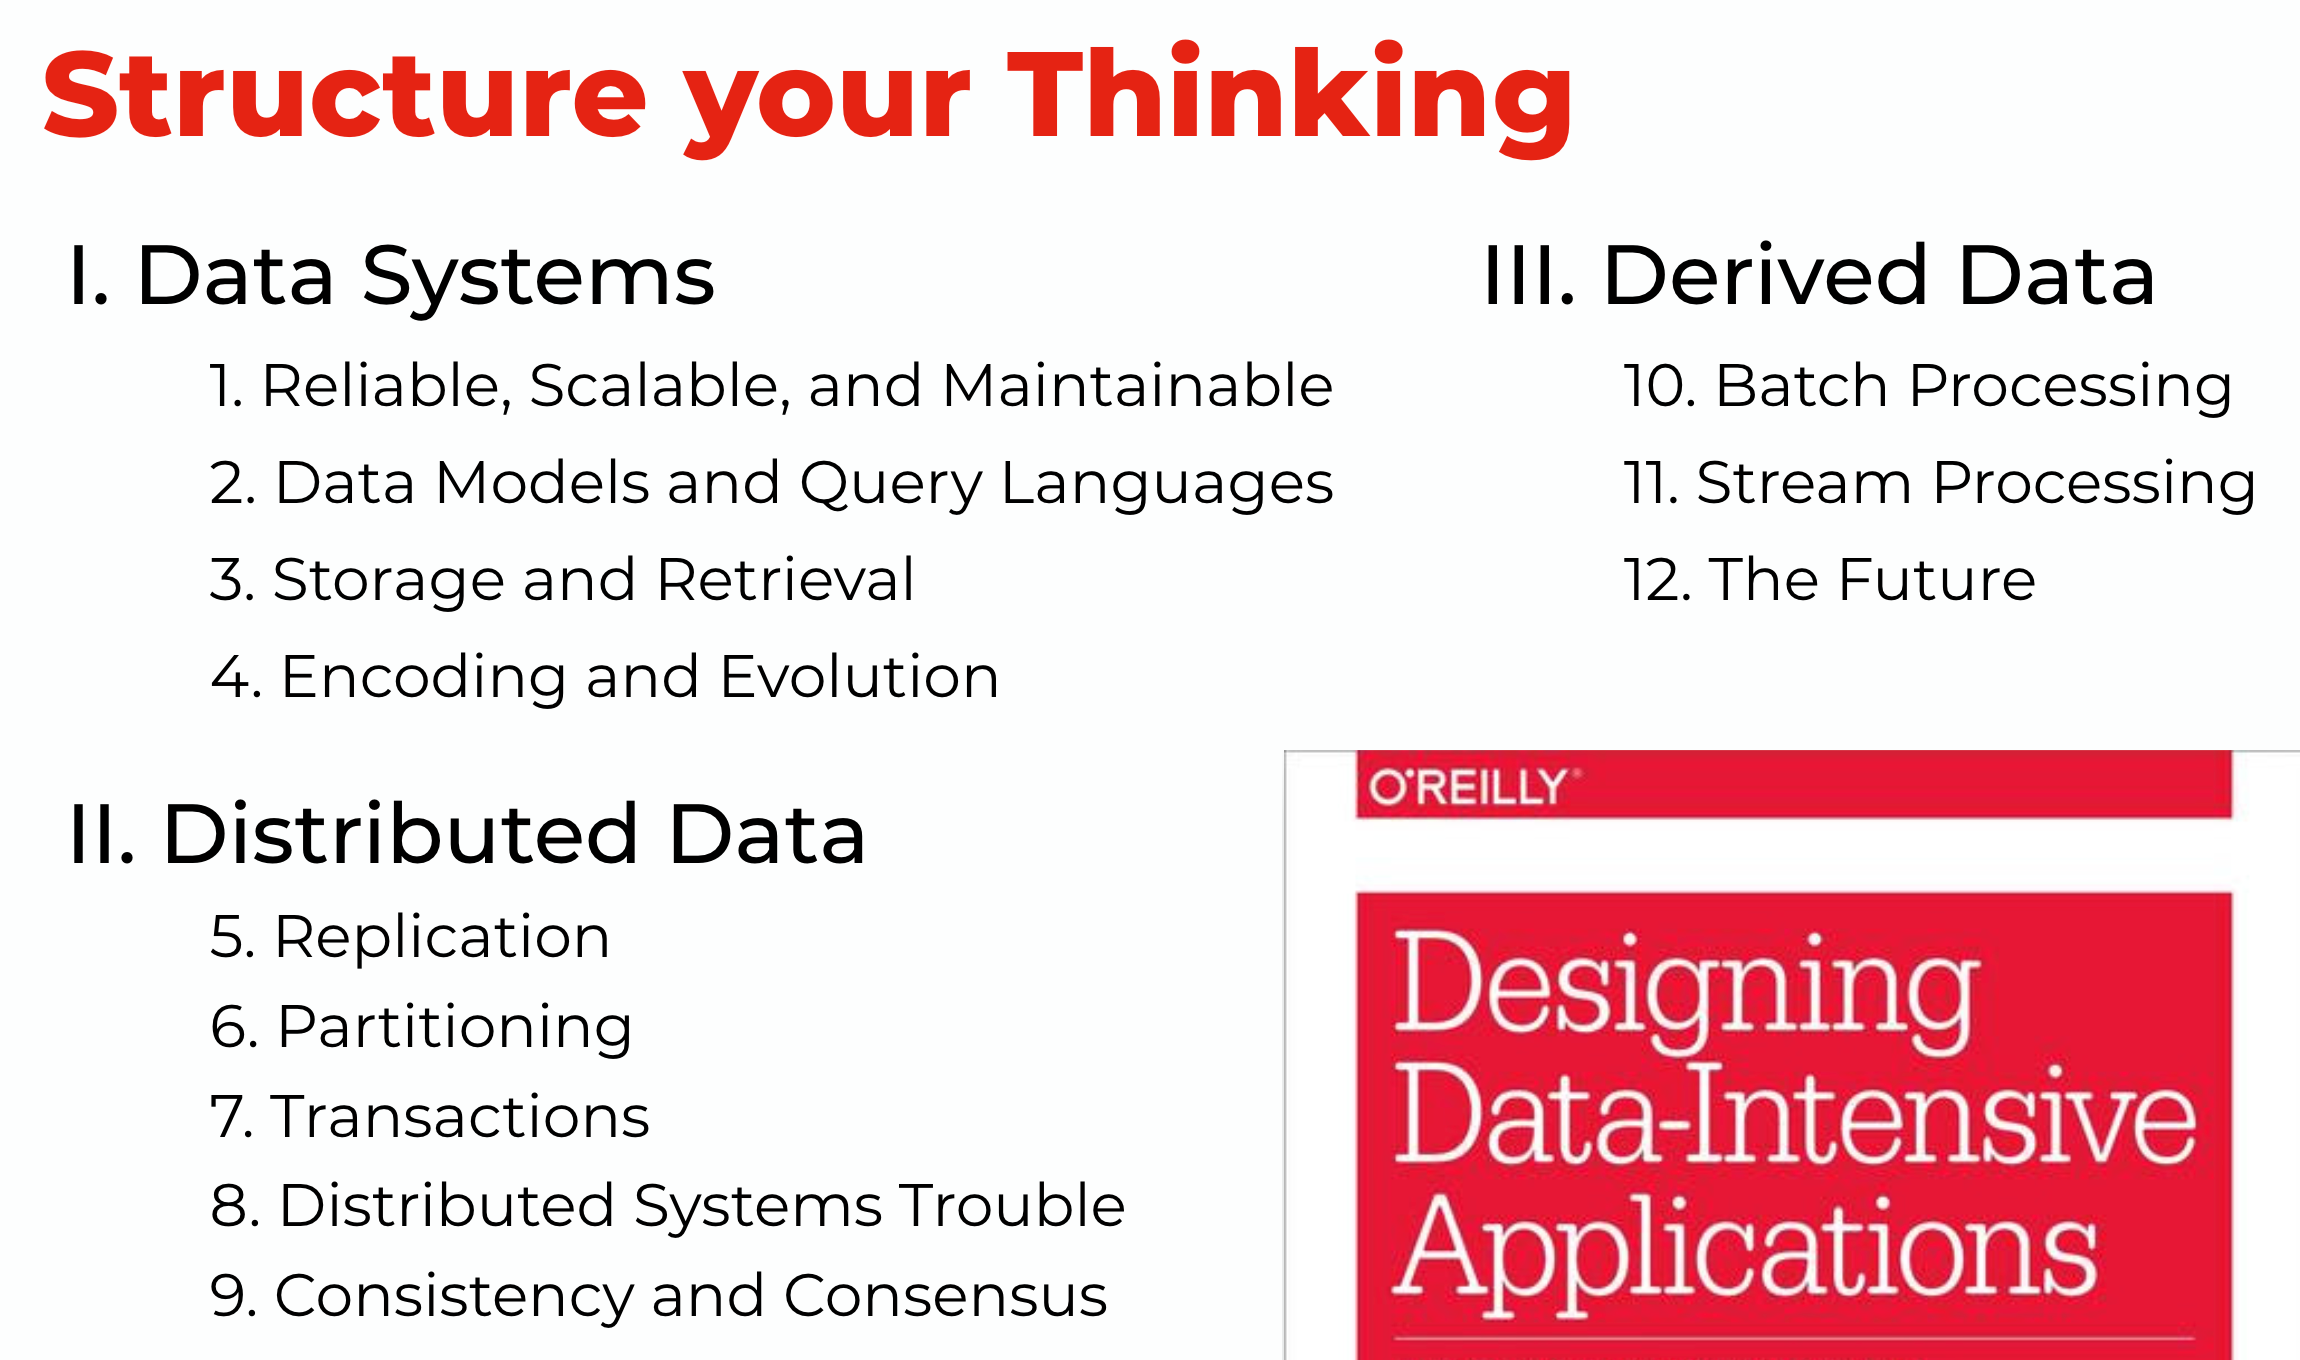 Structure your Thinking
I. Data Systems
1. Reliable, Scalable, and Maintainable
2. Data Models and Query Languages
3. Storage and Retrieval
4. Encoding and Evolution
II. Distributed Data
5. Replication
6. Partitioning
7. Transactions
8. Distributed Systems Trouble
9. Consistency and Consensus
III. Derived Data
10. Batch Processing
11. Stream Processing
12. The Future
O'REILLY®
Designing
Data-Intensive
Applications